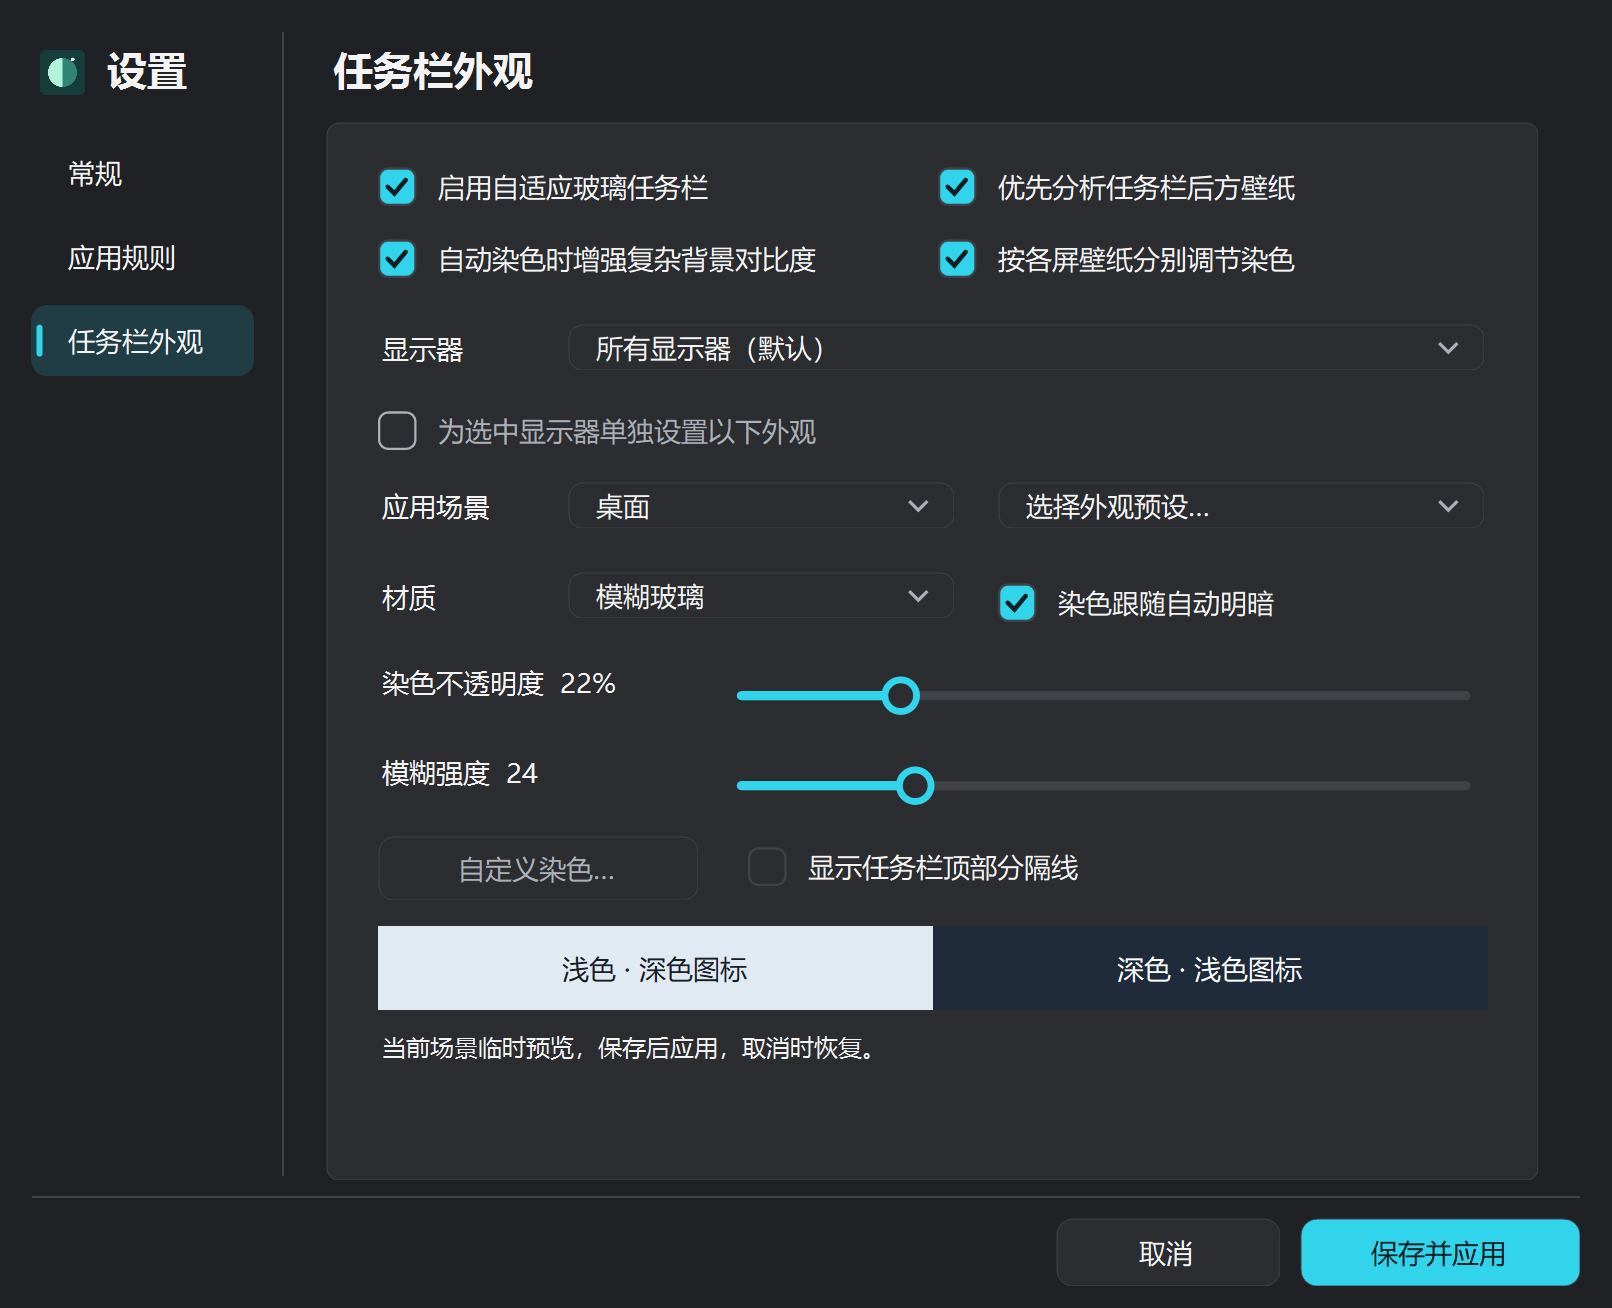 设置
常规
应用规则
任务栏外观
任务栏外观
启用自适应玻璃任务栏
优先分析任务栏后方壁纸
自动染色时增强复杂背景对比度
按各屏壁纸分别调节染色
显示器
所有显示器（默认）
为选中显示器单独设置以下外观
应用场景
桌面
选择外观预设...
材质
模糊玻璃
染色跟随自动明暗
染色不透明度 22%
模糊强度 24
自定义染色...
显示任务栏顶部分隔线
浅色 · 深色图标
深色 · 浅色图标
当前场景临时预览，保存后应用，取消时恢复。
取消
保存并应用